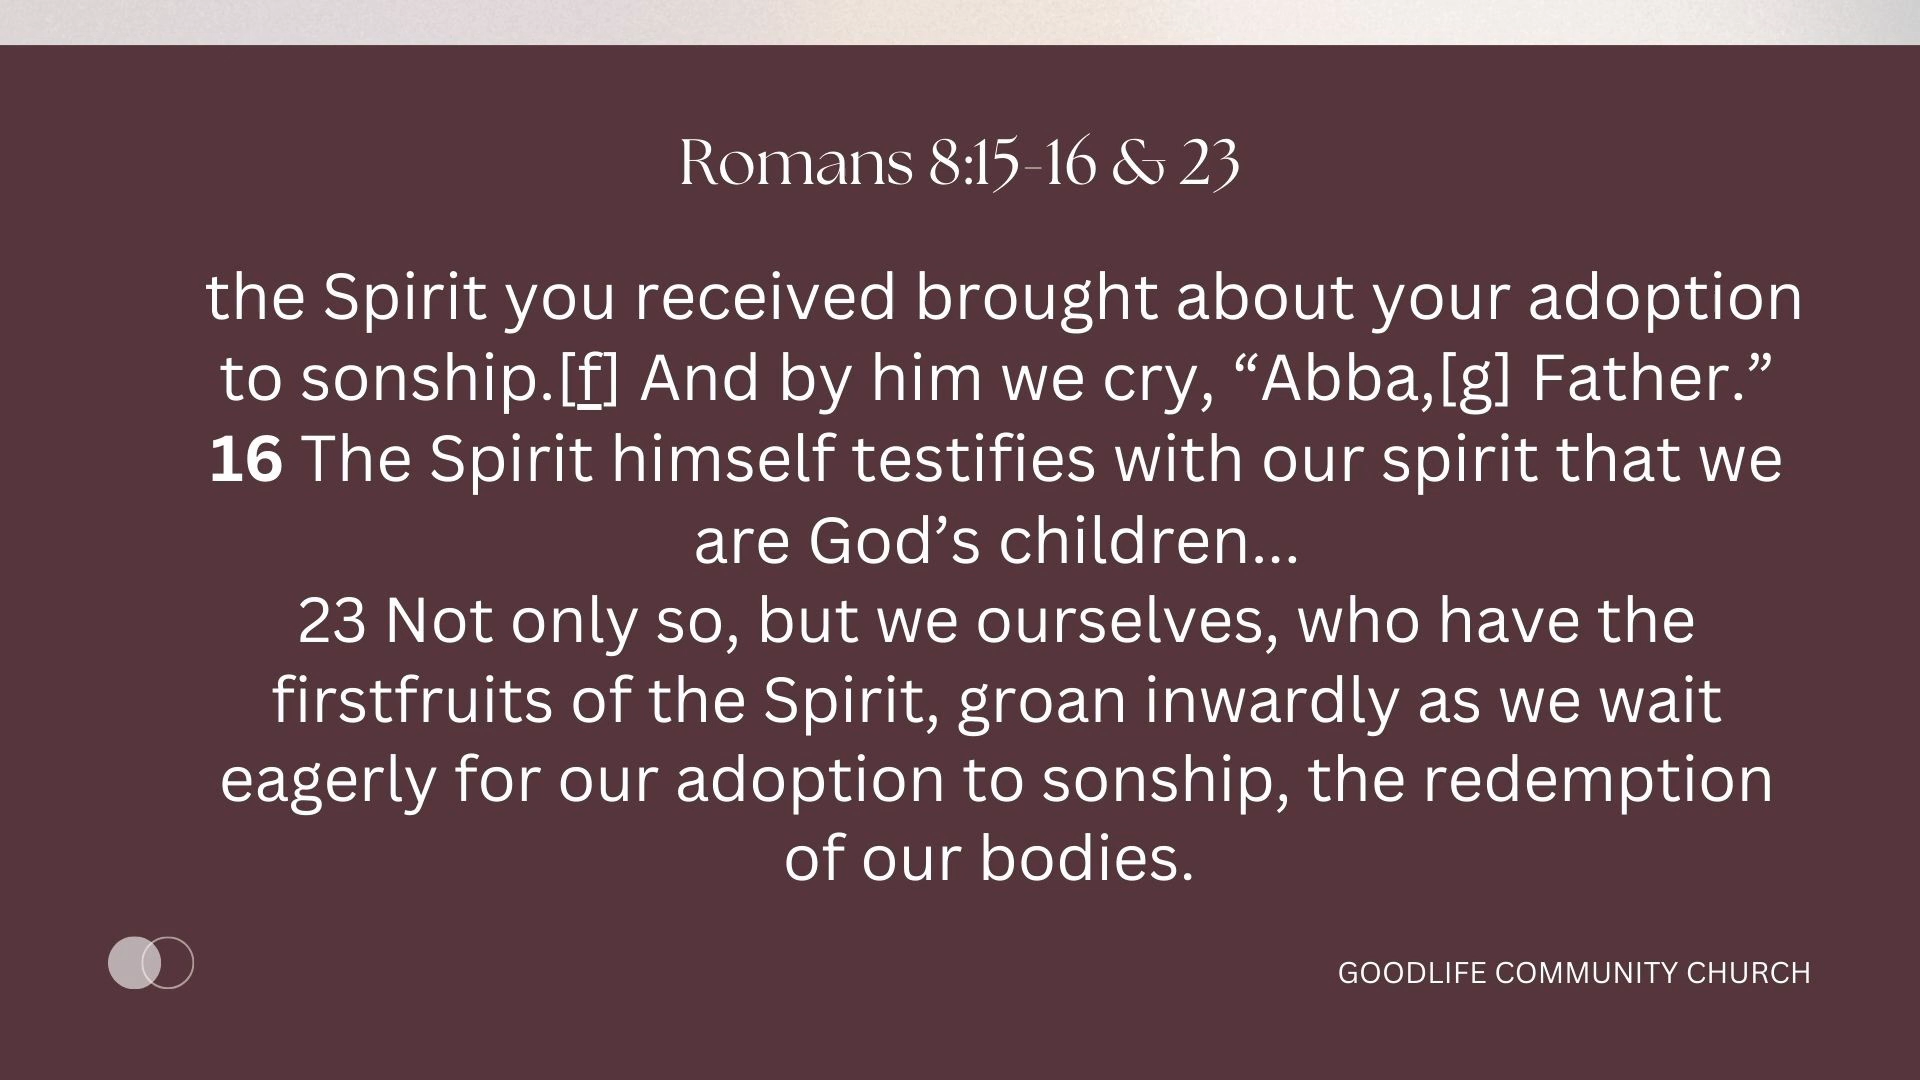 Romans 8:15-16 & 23
the Spirit you received brought about your adoption
to sonship.[f] And by him we cry, “Abba,[g] Father.”
16 The Spirit himself testifies with our spirit that we
are God’s children...
23 Not only so, but we ourselves, who have the
firstfruits of the Spirit, groan inwardly as we wait
eagerly for our adoption to sonship, the redemption
of our bodies.
GOODLIFE COMMUNITY CHURCH